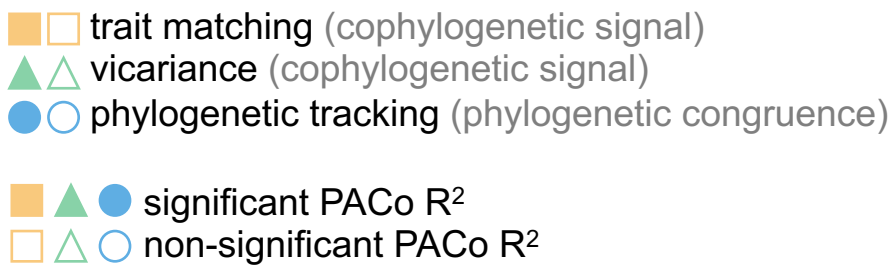 trait matching (cophylogenetic signal)
vicariance (cophylogenetic signal)
phylogenetic tracking (phylogenetic congruence)
significant PACo R²
non-significant PACo R²